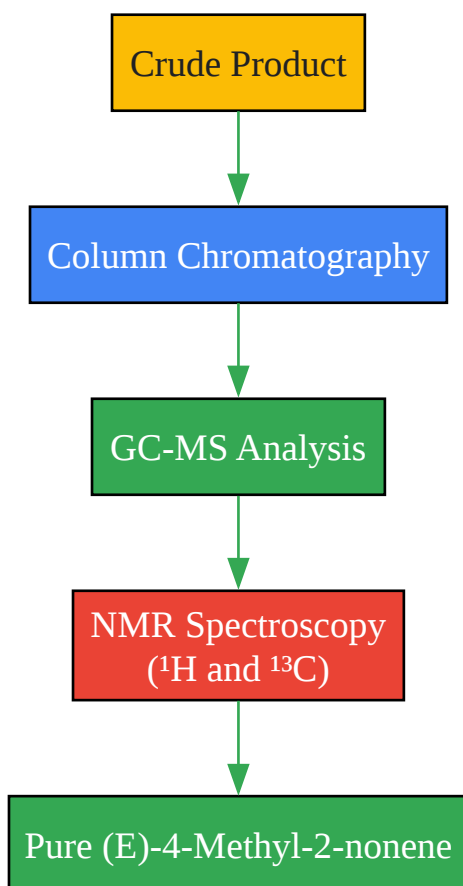 Crude Product
Column Chromatography
GC-MS Analysis
NMR Spectroscopy
(¹H and ¹³C)
Pure (E)-4-Methyl-2-nonene